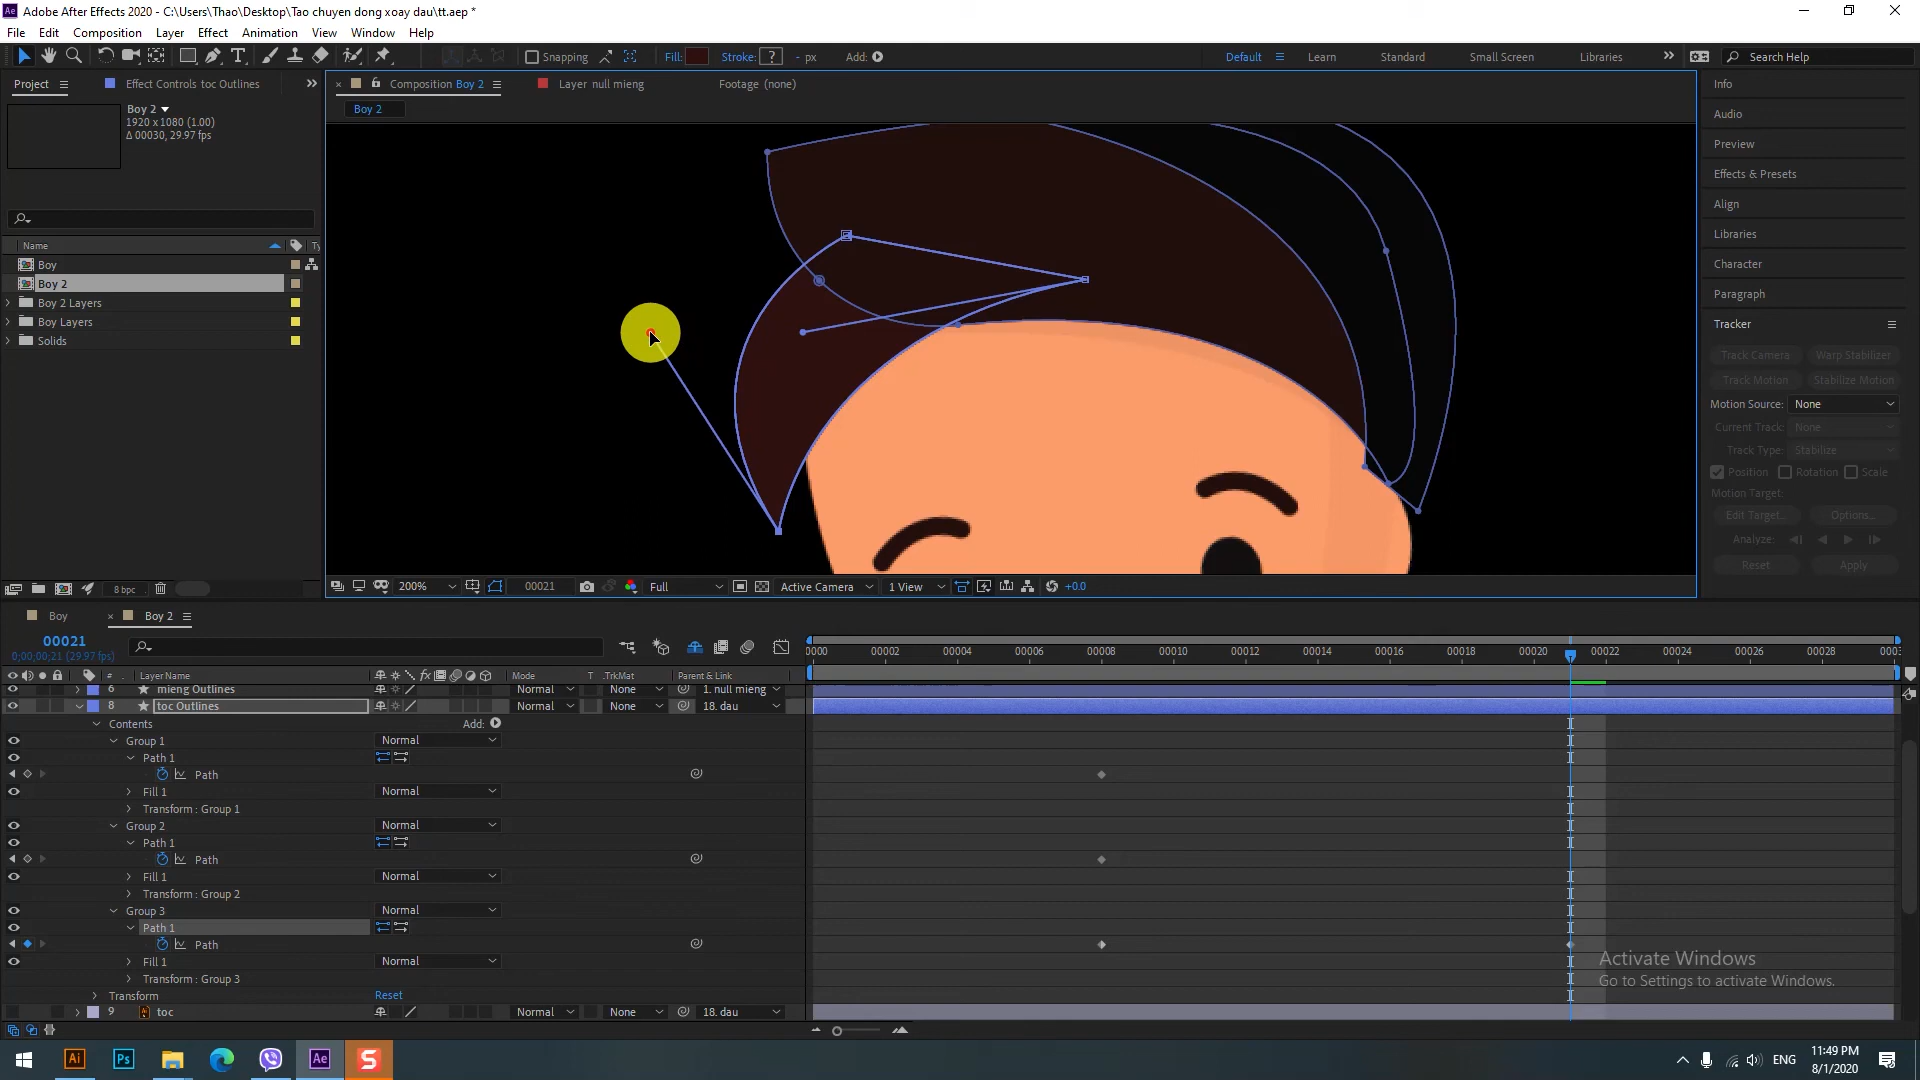 Adobe After Effects 2020 - C:\Users\Thao\Desktop\Tao chuyen dong xoay dau\tt.aep *
File Edit Composition Layer Effect Animation View Window Help
Snapping Fill: Stroke: ? - px Add: Default Learn Standard Small Screen Libraries Search Help
Project Effect Controls toc Outlines
Composition Boy 2 Layer null mieng Footage (none)
Boy 2
Boy 2
1920 x 1080 (1.00)
Δ 00030, 29.97 fps
Name Ty
Boy
Boy 2
Boy 2 Layers
Boy Layers
Solids
8 bpc
200% 00021 Full Active Camera 1 View +0.0
Info
Audio
Preview
Effects & Presets
Align
Libraries
Character
Paragraph
Tracker
Track Camera Warp Stabilizer
Track Motion Stabilize Motion
Motion Source: None
Current Track: None
Track Type: Stabilize
Position Rotation Scale
Motion Target:
Edit Target... Options...
Analyze:
Reset Apply
Boy Boy 2
00021
0;00;00;21 (29.97 fps)
0000 00002 00004 00006 00008 00010 00012 00014 00016 00018 00020 00022 00024 00026 00028 0003
# Layer Name Mode T .TrkMat Parent & Link
6 mieng Outlines Normal None 1. null mieng
8 toc Outlines Normal None 18. dau
Contents Add:
Group 1 Normal
Path 1
Path
Fill 1 Normal
Transform : Group 1
Group 2 Normal
Path 1
Path
Fill 1 Normal
Transform : Group 2
Group 3 Normal
Path 1
Path
Fill 1 Normal
Transform : Group 3
Transform Reset
9 toc Normal None 18. dau
Activate Windows
Go to Settings to activate Windows.
Ai Ps Ae S ENG
11:49 PM
8/1/2020